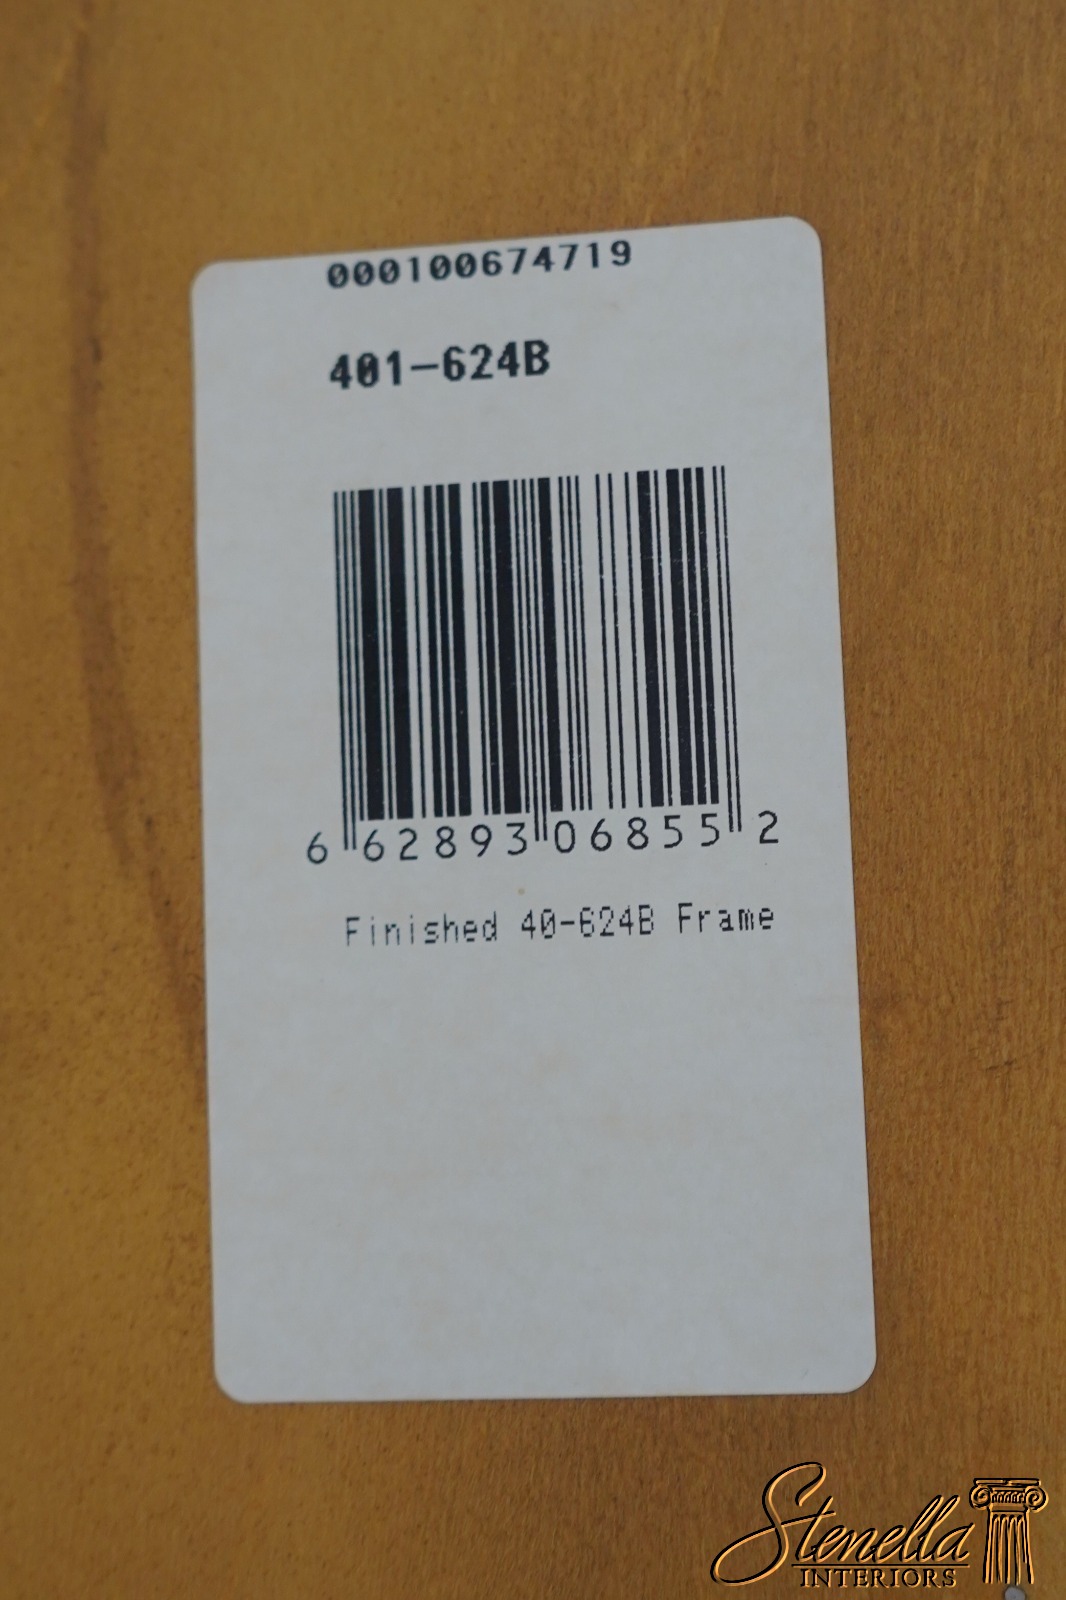 000100674719
401-624B
6 62893 06855 2
Finished 40-624B Frame
Stenella
INTERIORS